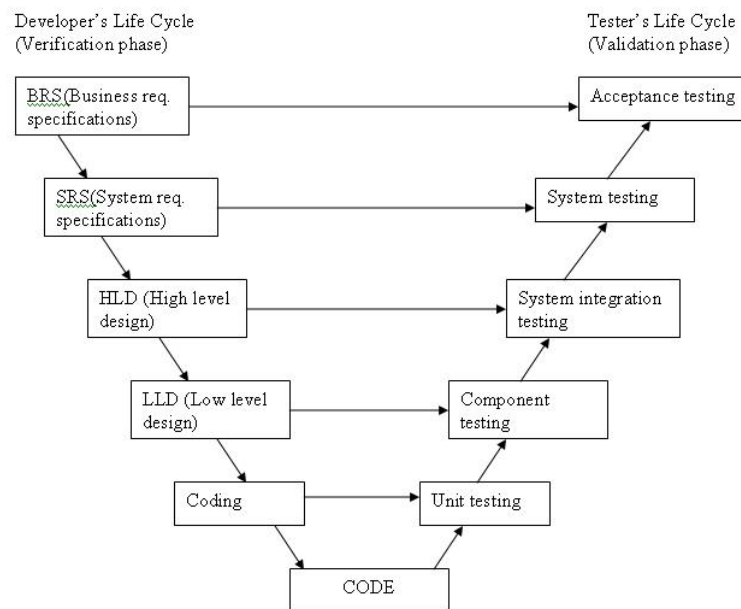 Developer's Life Cycle
(Verification phase)
Tester's Life Cycle
(Validation phase)
BRS(Business req.
specifications)
Acceptance testing
SRS(System req.
specifications)
System testing
HLD (High level
design)
System integration
testing
LLD (Low level
design)
Component
testing
Coding
Unit testing
CODE